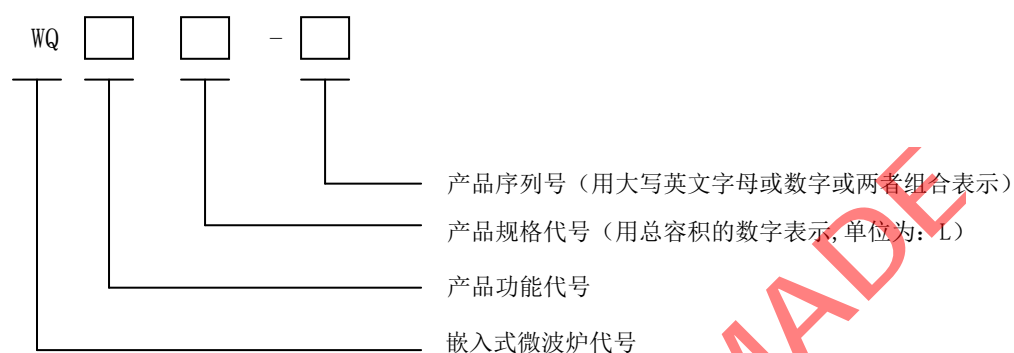 WQ -
产品序列号（用大写英文字母或数字或两者组合表示）
产品规格代号（用总容积的数字表示,单位为：L）
产品功能代号
嵌入式微波炉代号
MADE